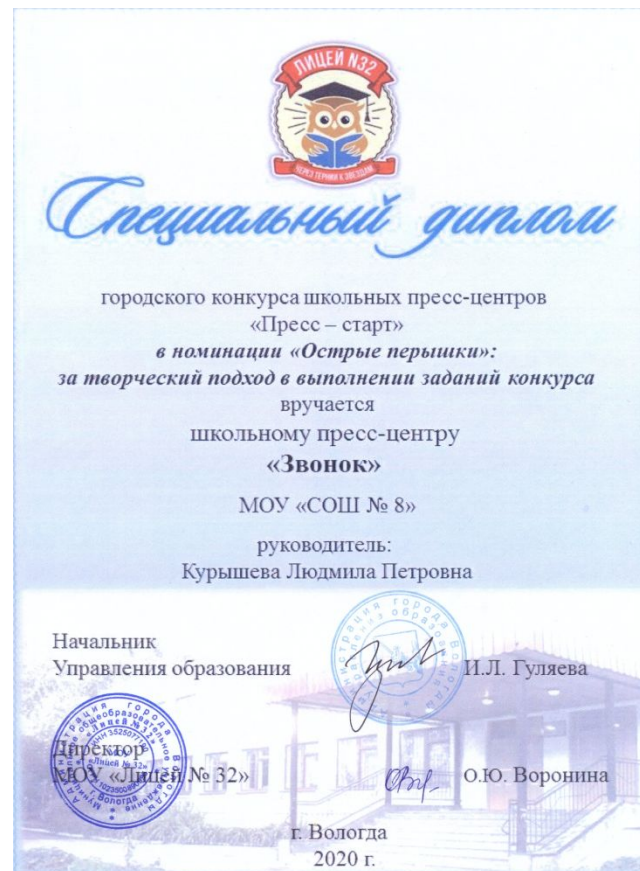 ЛИЦЕЙ №32
ЧЕРЕЗ ТЕРНИИ К ЗВЕЗДАМ
Специальный диплом
городского конкурса школьных пресс-центров
«Пресс – старт»
в номинации «Острые перышки»:
за творческий подход в выполнении заданий конкурса
вручается
школьному пресс-центру
«Звонок»
МОУ «СОШ № 8»
руководитель:
Курышева Людмила Петровна
Начальник
Управления образования
И.Л. Гуляева
Директор
МОУ «Лицей № 32»
О.Ю. Воронина
г. Вологда
2020 г.